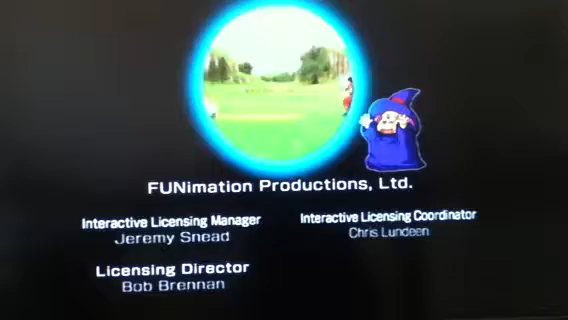 FUNimation Productions, Ltd.
Interactive Licensing Manager
Jeremy Snead
Interactive Licensing Coordinator
Chris Lundeen
Licensing Director
Bob Brennan